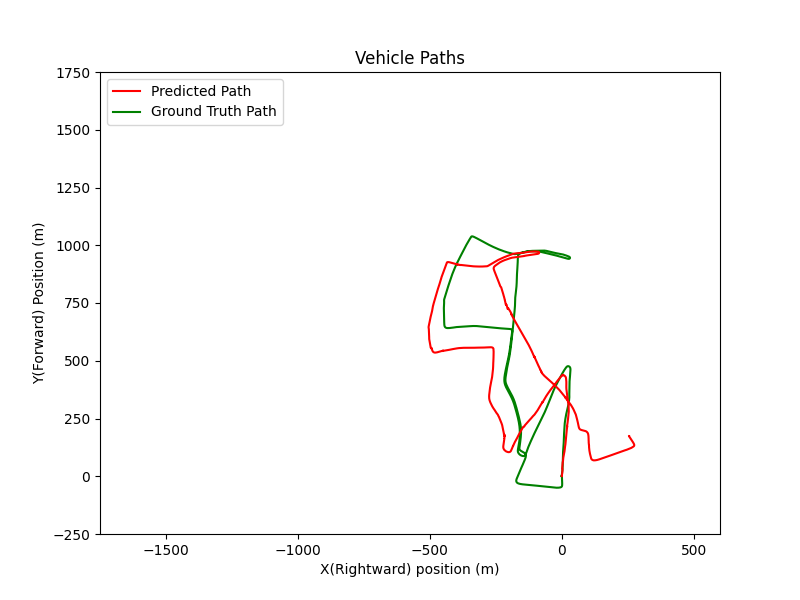 Vehicle Paths
Predicted Path
Ground Truth Path
1750
1500
1250
1000
750
500
250
0
−250
Y(Forward) Position (m)
−1500
−1000
−500
0
500
X(Rightward) position (m)